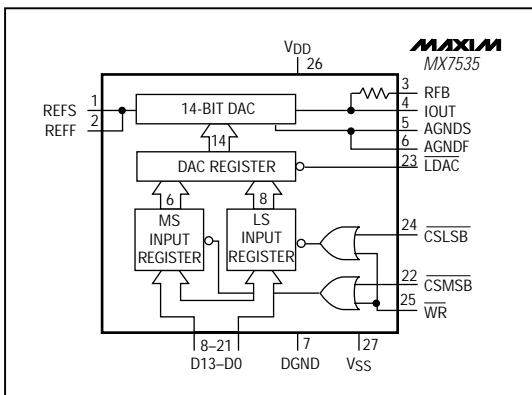 VDD
26
MAXIM
MX7535
REFS 1
REFF 2
14-BIT DAC
3 RFB
4 IOUT
5 AGNDS
6 AGNDF
14
DAC REGISTER
23 LDAC
6
8
MS
INPUT
REGISTER
LS
INPUT
REGISTER
24
CSLSB
22
CSMSB
25
WR
8–21
D13–D0
7
DGND
27
VSS